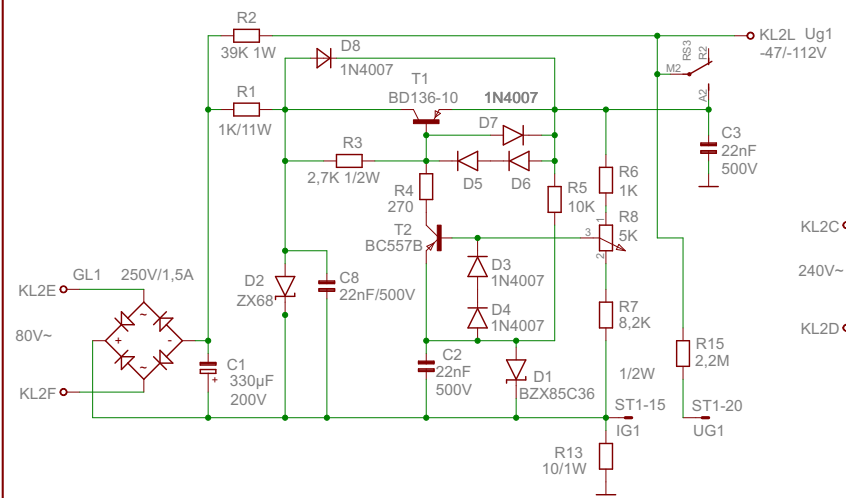 R2
39K 1W
KL2L Ug1
-47/-112V
RS3
R2
M2
A2
D8
1N4007
T1
BD136-10
1N4007
R1
1K/11W
D7
C3
22nF
500V
R3
2,7K 1/2W
D5
D6
R4
270
R5
10K
R6
1K
R8
5K
1
3
2
T2
BC557B
KL2C
240V~
KL2D
GL1
250V/1,5A
KL2E
80V~
KL2F
~
+
-
~
D2
ZX68
C8
22nF/500V
D3
1N4007
D4
1N4007
R7
8,2K
1/2W
R15
2,2M
C1
330µF
200V
+
C2
22nF
500V
D1
BZX85C36
ST1-15
IG1
ST1-20
UG1
R13
10/1W